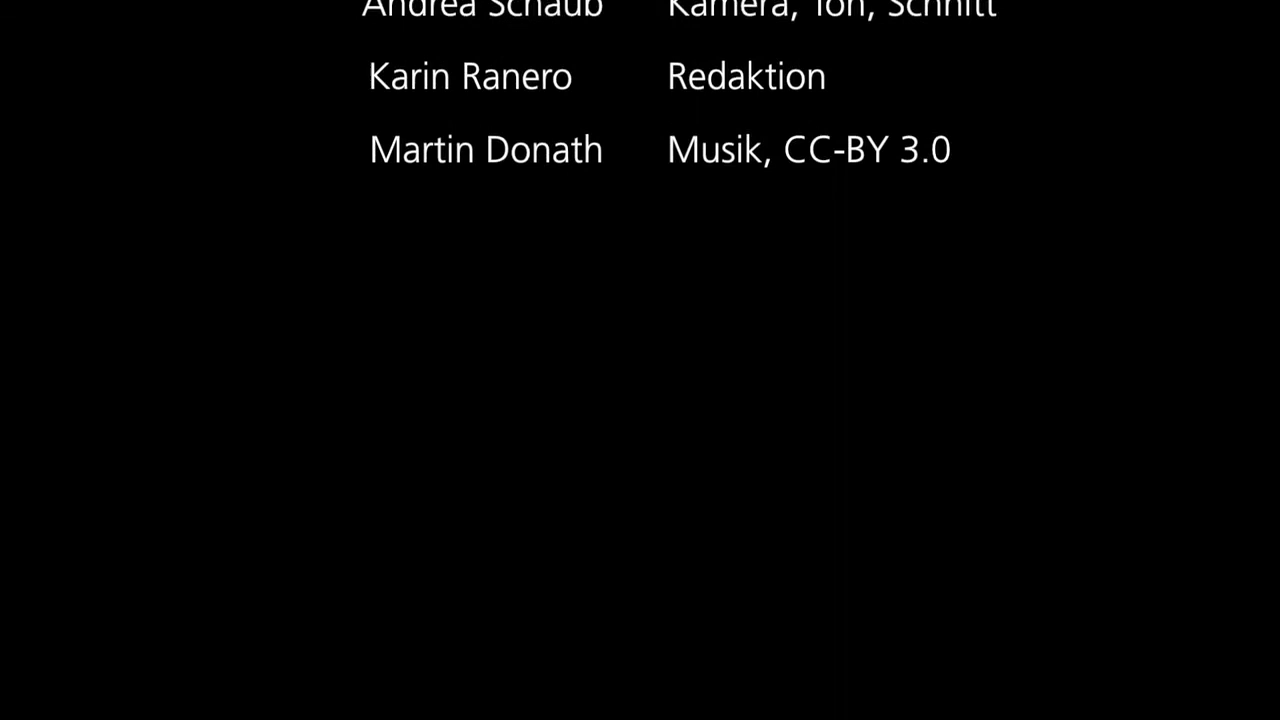 Andrea Schaub Kamera, Ton, Schnitt
Karin Ranero Redaktion
Martin Donath Musik, CC-BY 3.0